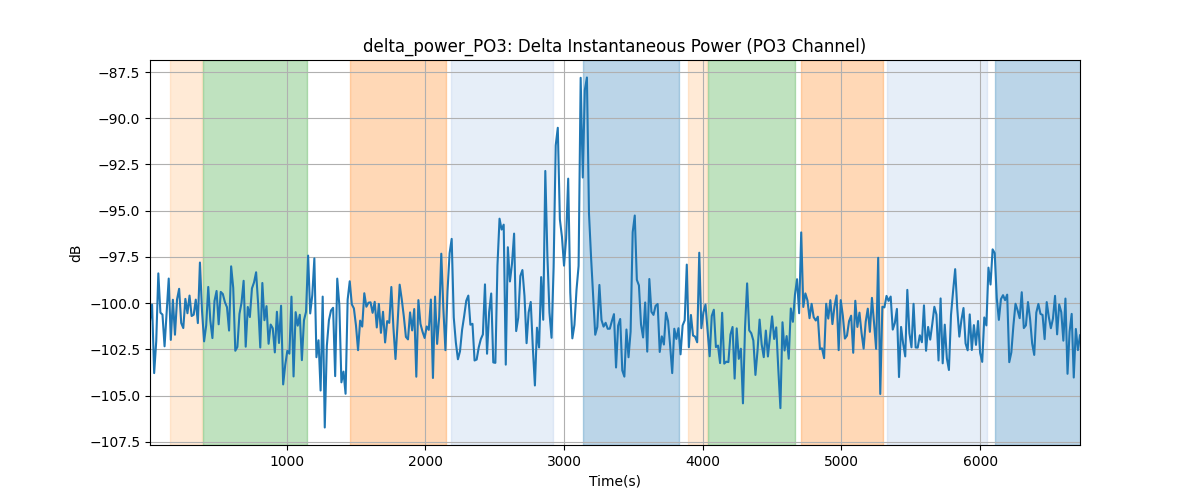 delta_power_PO3: Delta Instantaneous Power (PO3 Channel)
−87.5
−90.0
−92.5
−95.0
−97.5
−100.0
−102.5
−105.0
−107.5
dB
1000 2000 3000 4000 5000 6000
Time(s)